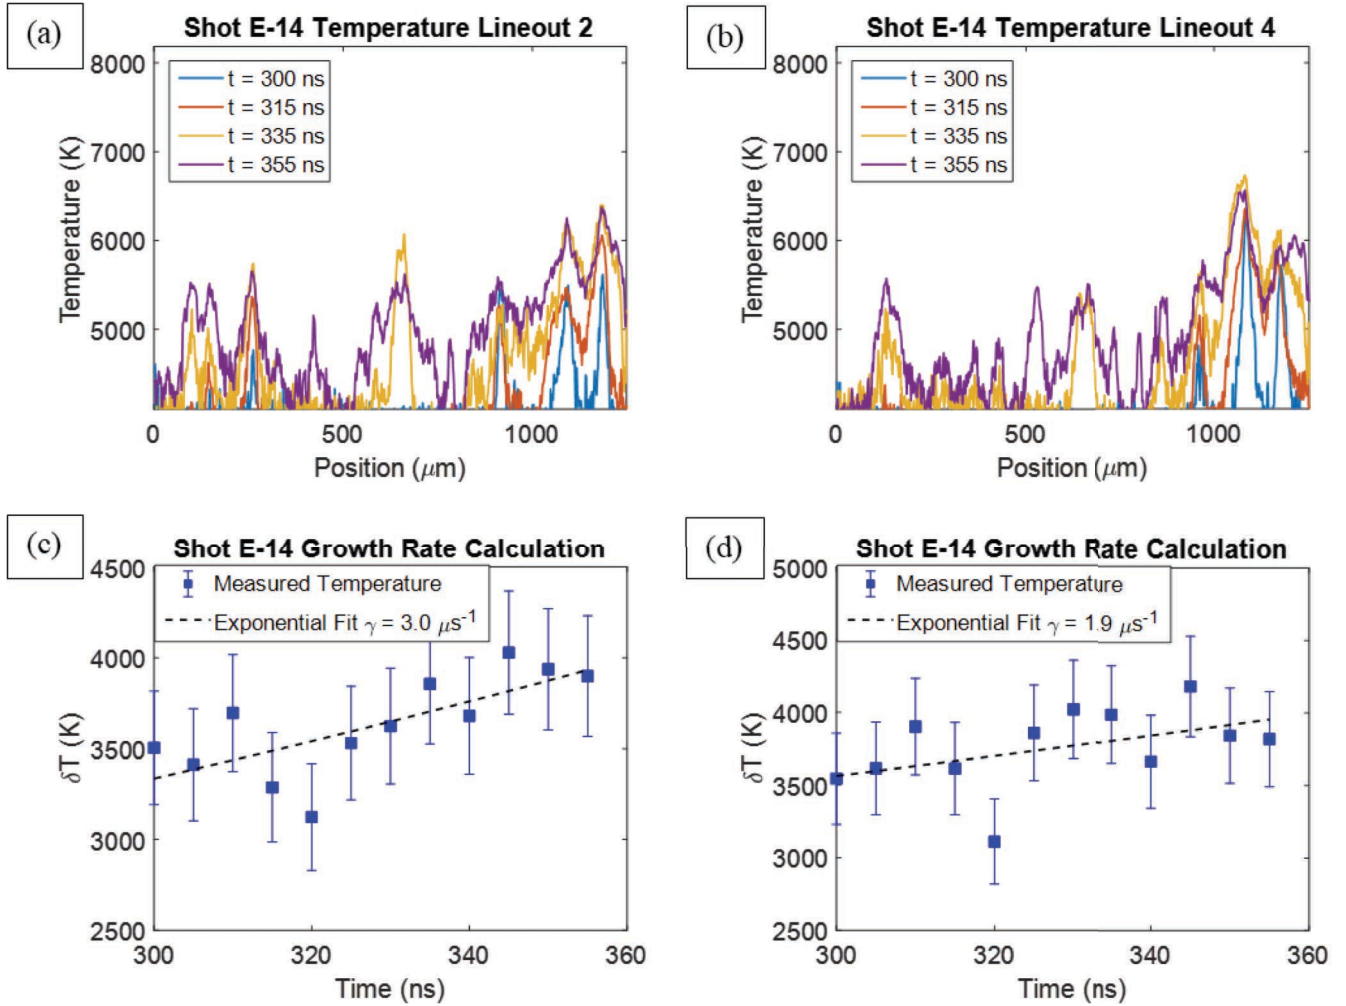 (a)
Shot E-14 Temperature Lineout 2
8000
7000
6000
5000
Temperature (K)
t = 300 ns
t = 315 ns
t = 335 ns
t = 355 ns
0
500
1000
Position (μm)
(b)
Shot E-14 Temperature Lineout 4
8000
7000
6000
5000
Temperature (K)
t = 300 ns
t = 315 ns
t = 335 ns
t = 355 ns
0
500
1000
Position (μm)
(c)
Shot E-14 Growth Rate Calculation
4500
4000
3500
3000
2500
δT (K)
Measured Temperature
Exponential Fit γ = 3.0 μs⁻¹
300
320
340
360
Time (ns)
(d)
Shot E-14 Growth Rate Calculation
5000
4500
4000
3500
3000
2500
δT (K)
Measured Temperature
Exponential Fit γ = 1.9 μs⁻¹
300
320
340
360
Time (ns)